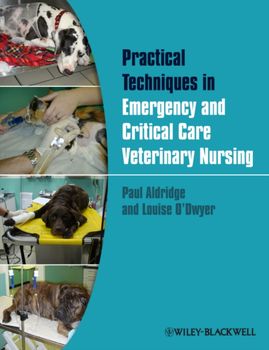 Practical
Techniques in
Emergency and
Critical Care
Veterinary Nursing
Paul Aldridge
and Louise O'Dwyer
WILEY-BLACKWELL